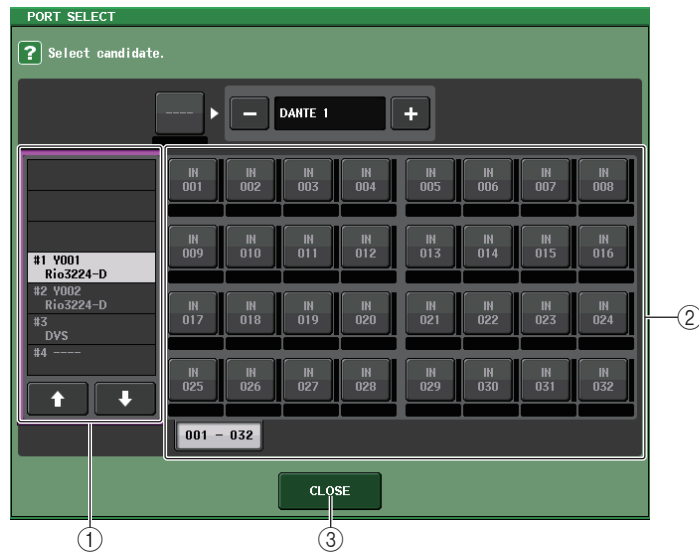 PORT SELECT
? Select candidate.
---- − DANTE 1 +
#1 Y001
Rio3224-D
#2 Y002
Rio3224-D
#3
DVS
#4 ----
IN 001 IN 002 IN 003 IN 004 IN 005 IN 006 IN 007 IN 008
IN 009 IN 010 IN 011 IN 012 IN 013 IN 014 IN 015 IN 016
IN 017 IN 018 IN 019 IN 020 IN 021 IN 022 IN 023 IN 024
IN 025 IN 026 IN 027 IN 028 IN 029 IN 030 IN 031 IN 032
001 - 032
CLOSE
① ② ③